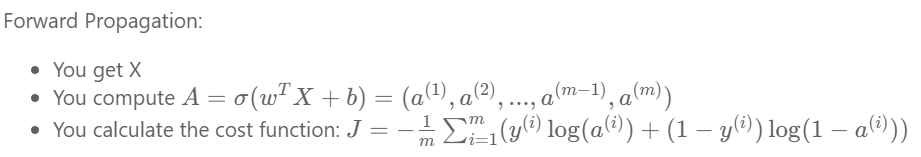 Forward Propagation:
• You get X
• You compute $A = \sigma(w^T X + b) = (a^{(1)}, a^{(2)}, ..., a^{(m-1)}, a^{(m)})$
• You calculate the cost function: $J = -\frac{1}{m}\sum_{i=1}^{m}(y^{(i)}\log(a^{(i)}) + (1 - y^{(i)})\log(1 - a^{(i)}))$